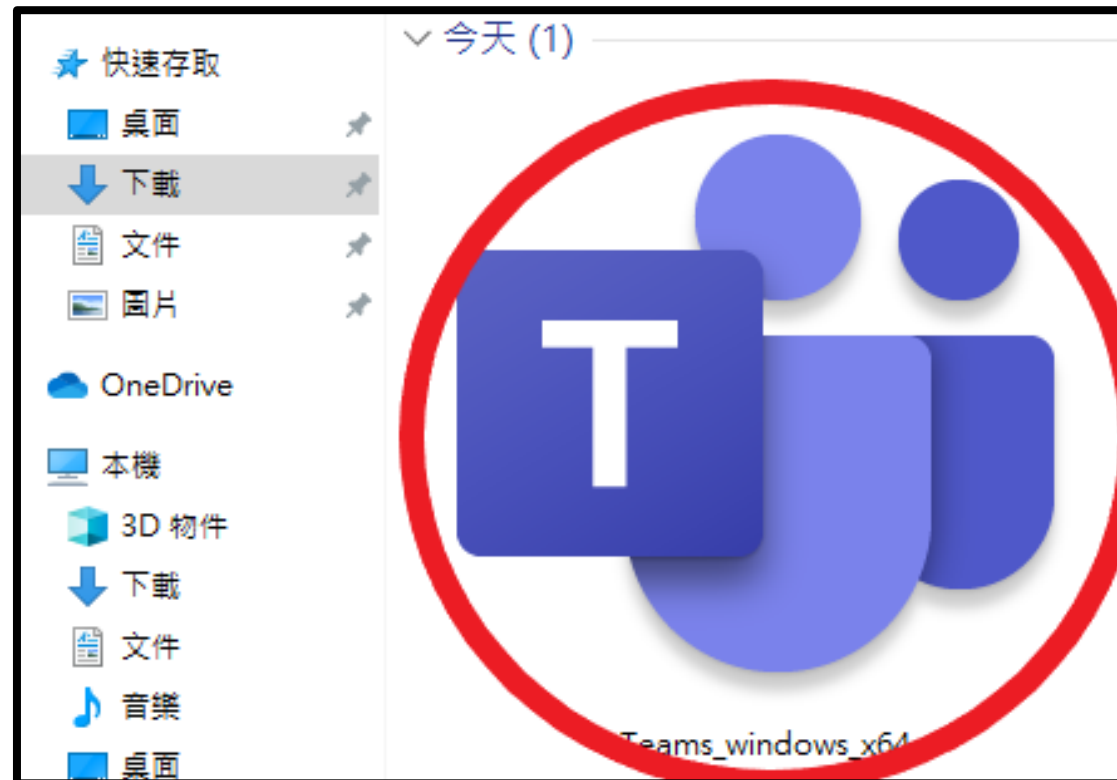 快速存取
桌面
下載
文件
圖片
OneDrive
本機
3D 物件
下載
文件
音樂
桌面
今天 (1)
T
Teams_windows_x64